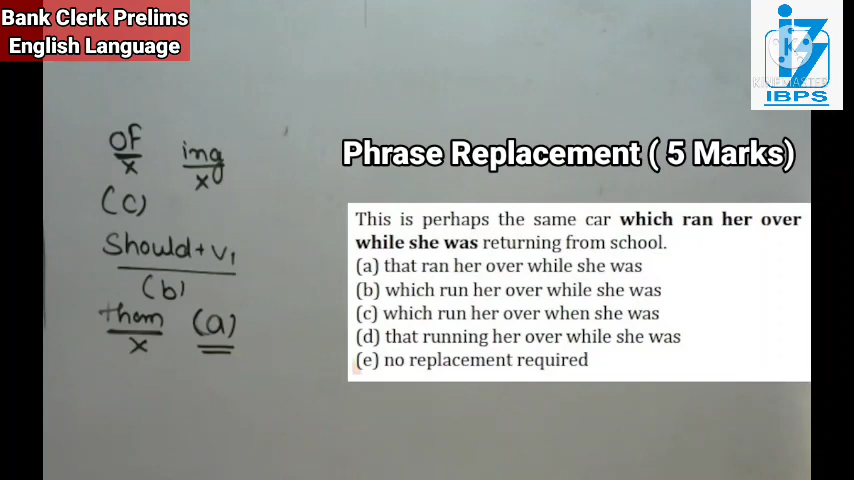 Bank Clerk Prelims
English Language
KINEMASTER
IBPS
of
x
ing
x
(c)
Should+V1
(b)
them
x
(a)
Phrase Replacement ( 5 Marks)
This is perhaps the same car which ran her over
while she was returning from school.
(a) that ran her over while she was
(b) which run her over while she was
(c) which run her over when she was
(d) that running her over while she was
(e) no replacement required